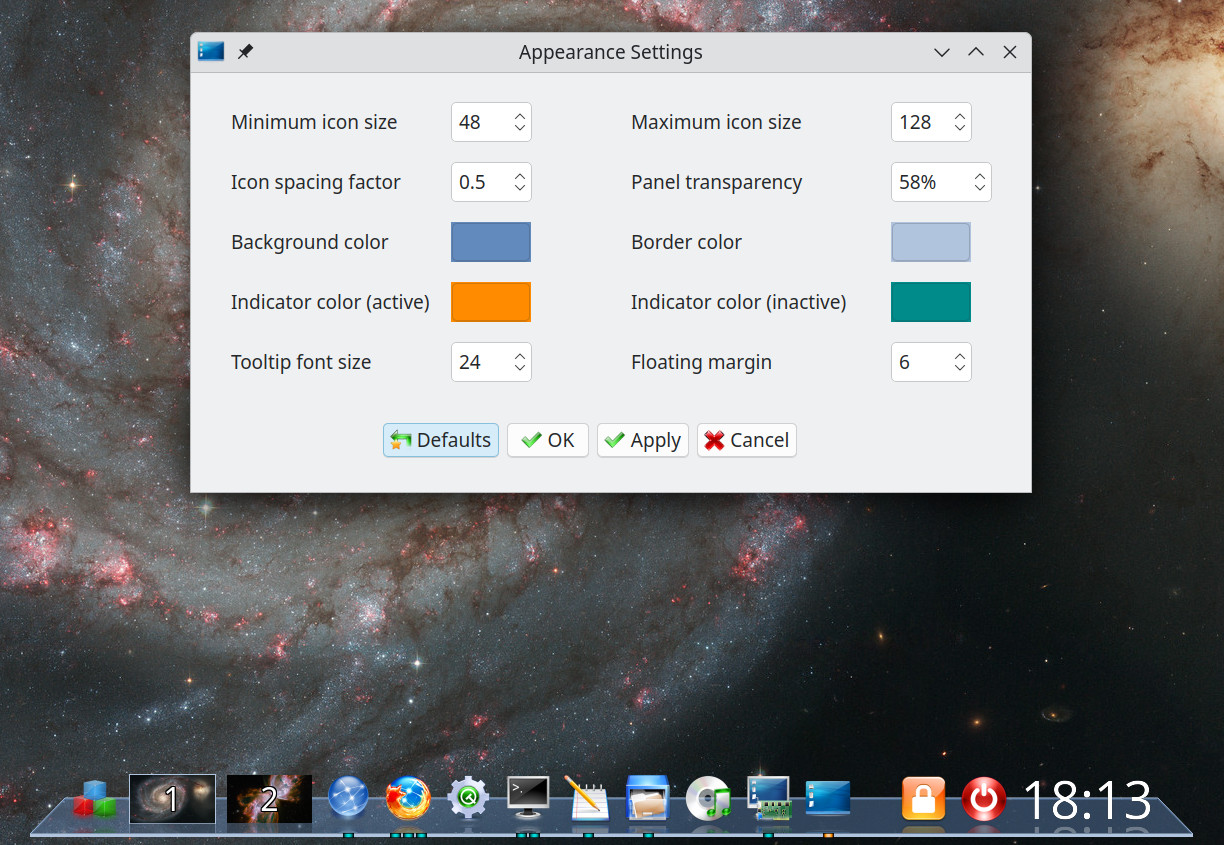 Appearance Settings
Minimum icon size 48 Maximum icon size 128
Icon spacing factor 0.5 Panel transparency 58%
Background color Border color
Indicator color (active) Indicator color (inactive)
Tooltip font size 24 Floating margin 6
Defaults OK Apply Cancel
1 2 >_ 18:13